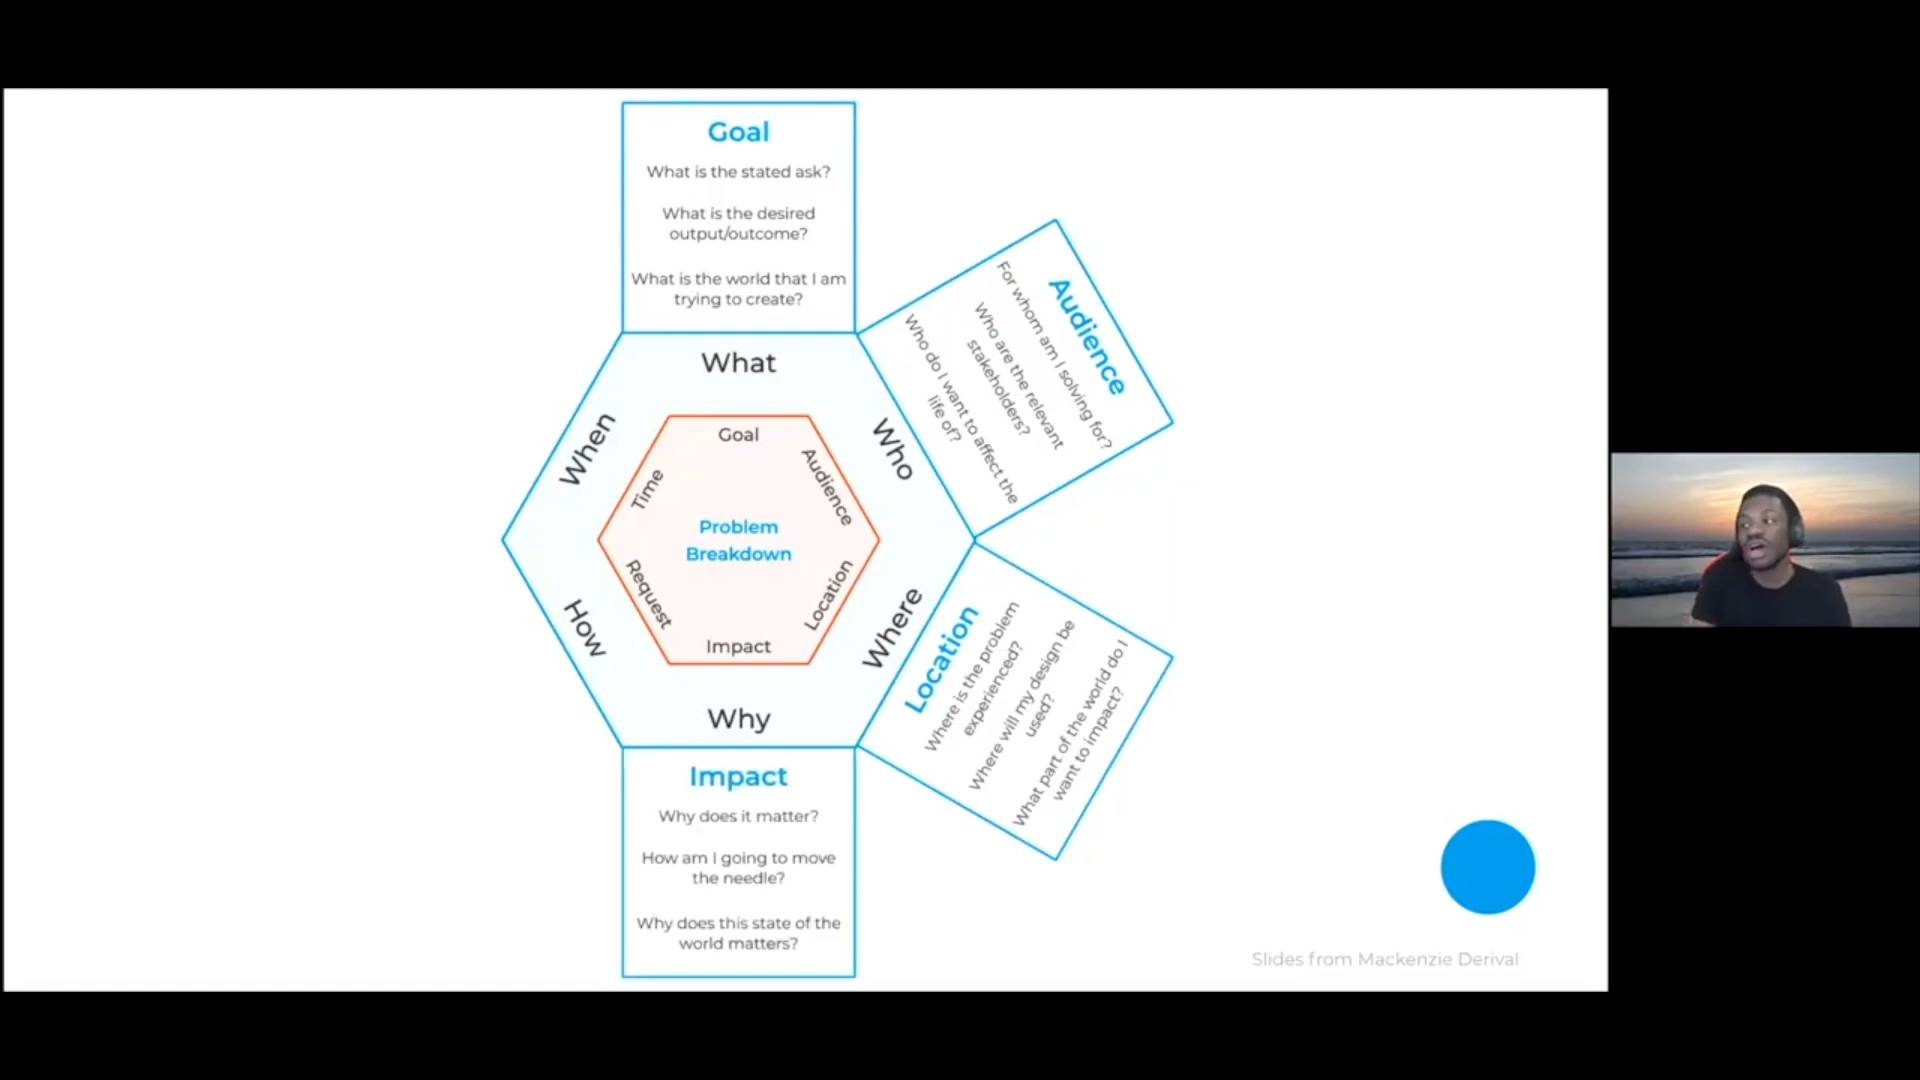 Goal
What is the stated ask?
What is the desired
output/outcome?
What is the world that I am
trying to create?
Audience
For whom am I solving for?
Who are the relevant
stakeholders?
Who do I want to affect the
life of?
What
Who
Where
Why
How
When
Goal
Audience
Location
Impact
Request
Time
Problem
Breakdown
Location
Where is the problem
experienced?
Where will my design be
used?
What part of the world do I
want to impact?
Impact
Why does it matter?
How am I going to move
the needle?
Why does this state of the
world matters?
Slides from Mackenzie Derival